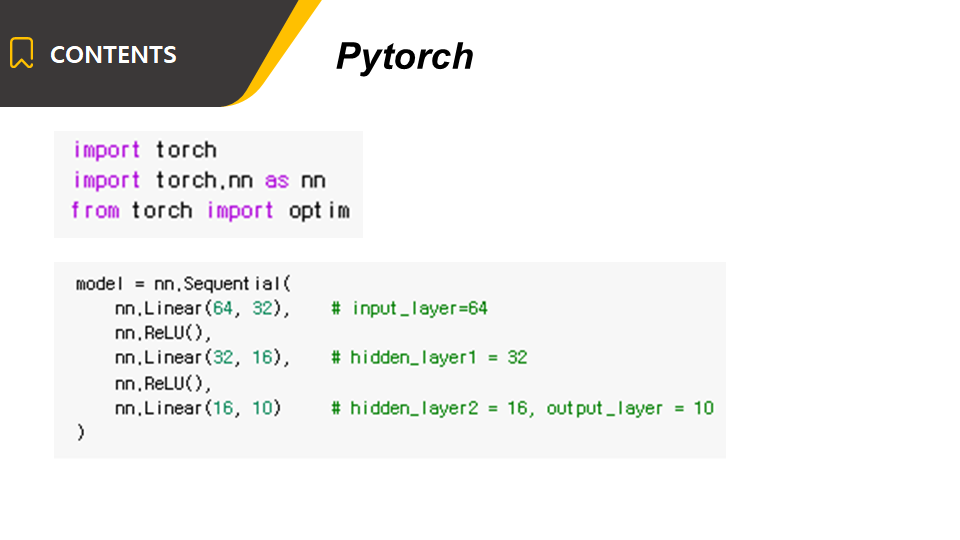 CONTENTS
Pytorch
import torch
import torch.nn as nn
from torch import optim
model = nn.Sequential(
    nn.Linear(64, 32),    # input_layer=64
    nn.ReLU(),
    nn.Linear(32, 16),    # hidden_layer1 = 32
    nn.ReLU(),
    nn.Linear(16, 10)    # hidden_layer2 = 16, output_layer = 10
)